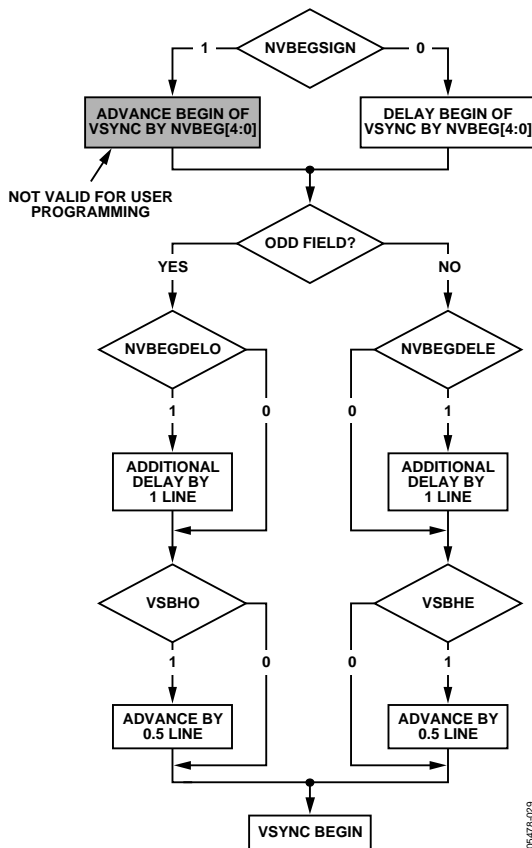 NVBEGSIGN
1
0
ADVANCE BEGIN OF
VSYNC BY NVBEG[4:0]
DELAY BEGIN OF
VSYNC BY NVBEG[4:0]
NOT VALID FOR USER
PROGRAMMING
ODD FIELD?
YES
NO
NVBEGDELO
NVBEGDELE
1
0
0
1
ADDITIONAL
DELAY BY
1 LINE
ADDITIONAL
DELAY BY
1 LINE
VSBHO
VSBHE
1
0
0
1
ADVANCE BY
0.5 LINE
ADVANCE BY
0.5 LINE
VSYNC BEGIN
05478-029